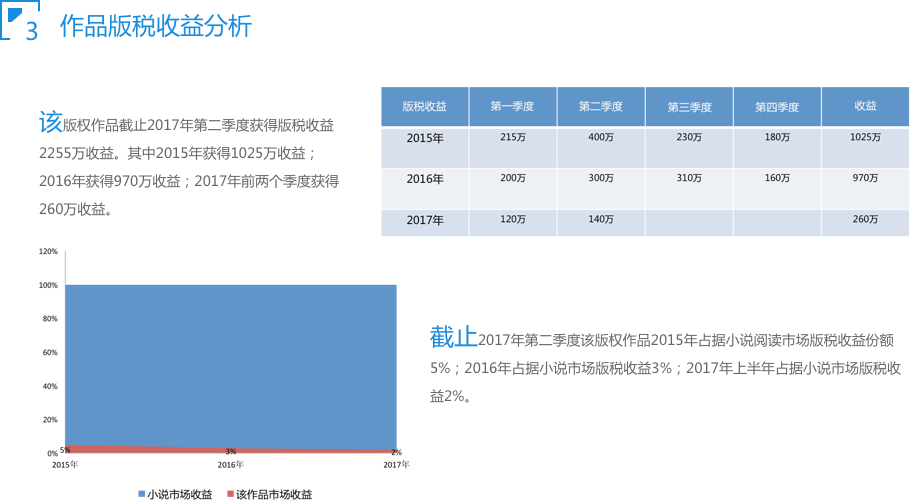 3 作品版税收益分析
该版权作品截止2017年第二季度获得版税收益
2255万收益。其中2015年获得1025万收益；
2016年获得970万收益；2017年前两个季度获得
260万收益。
版税收益 第一季度 第二季度 第三季度 第四季度 收益
2015年 215万 400万 230万 180万 1025万
2016年 200万 300万 310万 160万 970万
2017年 120万 140万 260万
120%
100%
80%
60%
40%
20%
0%
5% 3% 2%
2015年 2016年 2017年
小说市场收益 该作品市场收益
截止2017年第二季度该版权作品2015年占据小说阅读市场版税收益份额
5%；2016年占据小说市场版税收益3%；2017年上半年占据小说市场版税收
益2%。